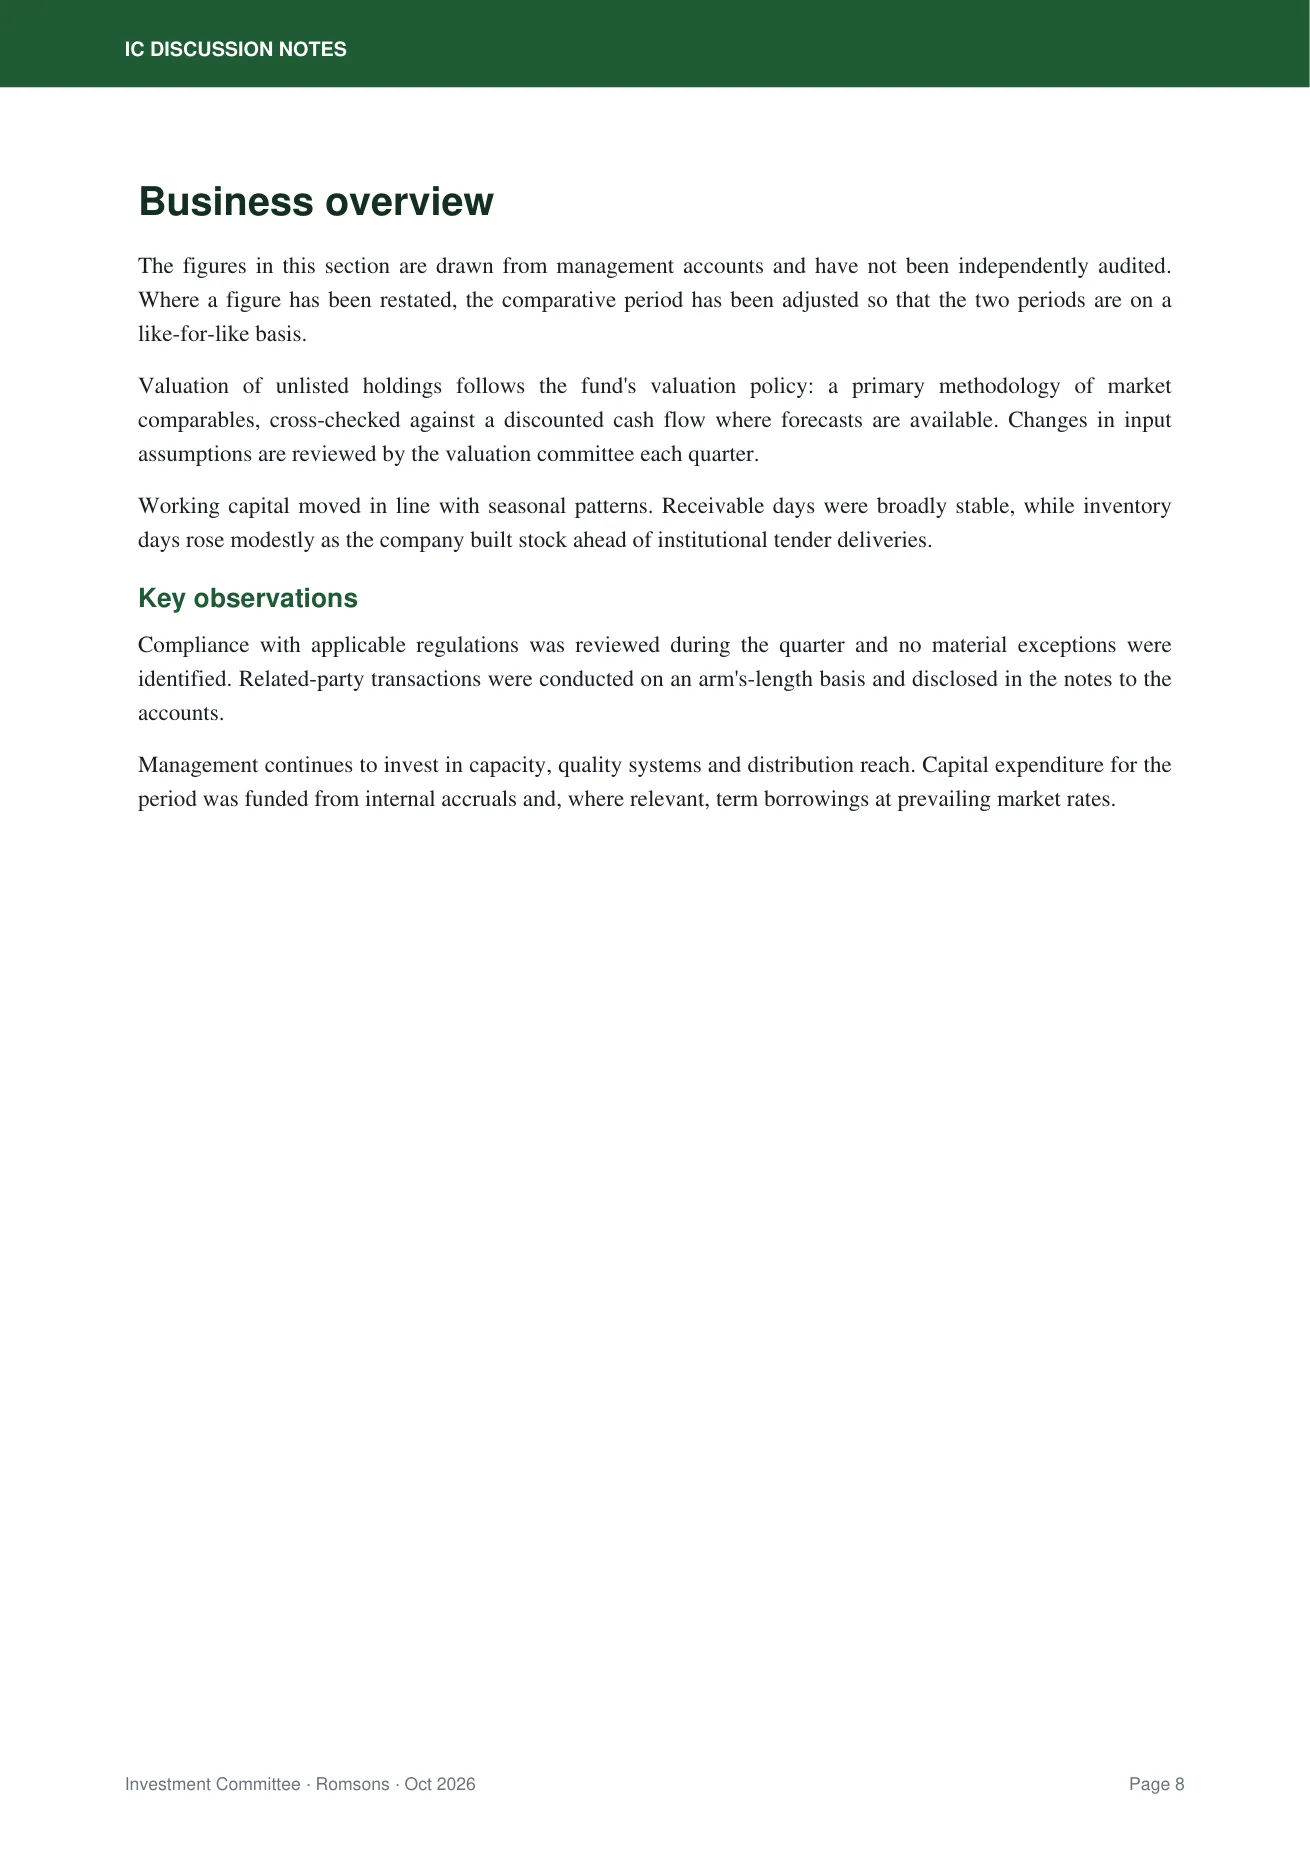 IC DISCUSSION NOTES
Business overview
The figures in this section are drawn from management accounts and have not been independently audited.
Where a figure has been restated, the comparative period has been adjusted so that the two periods are on a
like-for-like basis.
Valuation of unlisted holdings follows the fund's valuation policy: a primary methodology of market
comparables, cross-checked against a discounted cash flow where forecasts are available. Changes in input
assumptions are reviewed by the valuation committee each quarter.
Working capital moved in line with seasonal patterns. Receivable days were broadly stable, while inventory
days rose modestly as the company built stock ahead of institutional tender deliveries.
Key observations
Compliance with applicable regulations was reviewed during the quarter and no material exceptions were
identified. Related-party transactions were conducted on an arm's-length basis and disclosed in the notes to the
accounts.
Management continues to invest in capacity, quality systems and distribution reach. Capital expenditure for the
period was funded from internal accruals and, where relevant, term borrowings at prevailing market rates.
Investment Committee · Romsons · Oct 2026
Page 8